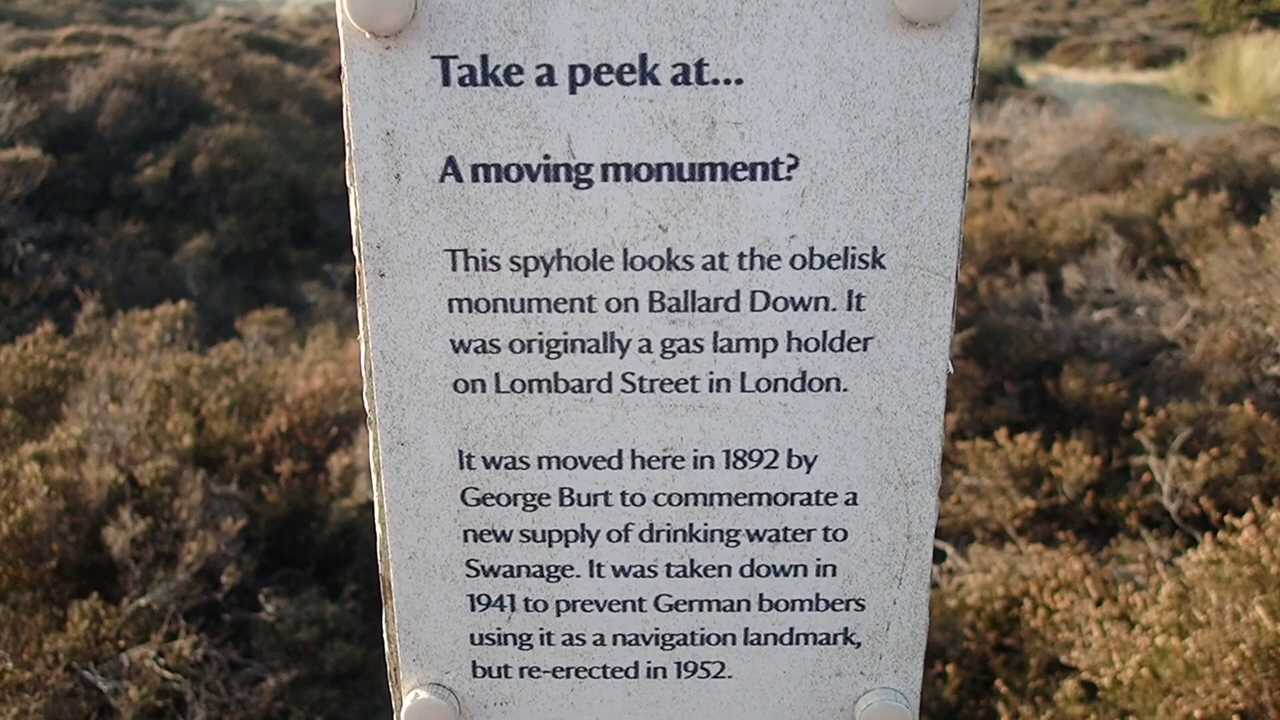 Take a peek at...
A moving monument?
This spyhole looks at the obelisk
monument on Ballard Down. It
was originally a gas lamp holder
on Lombard Street in London.
It was moved here in 1892 by
George Burt to commemorate a
new supply of drinking water to
Swanage. It was taken down in
1941 to prevent German bombers
using it as a navigation landmark,
but re-erected in 1952.